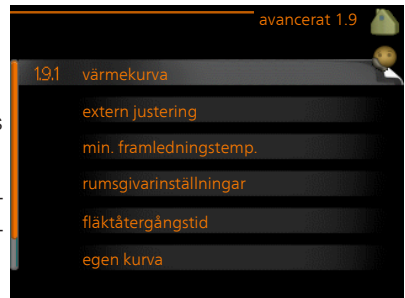 avancerat 1.9
1.9.1 värmekurva
extern justering
min. framledningstemp.
rumsgivarinställningar
fläktåtergångstid
egen kurva